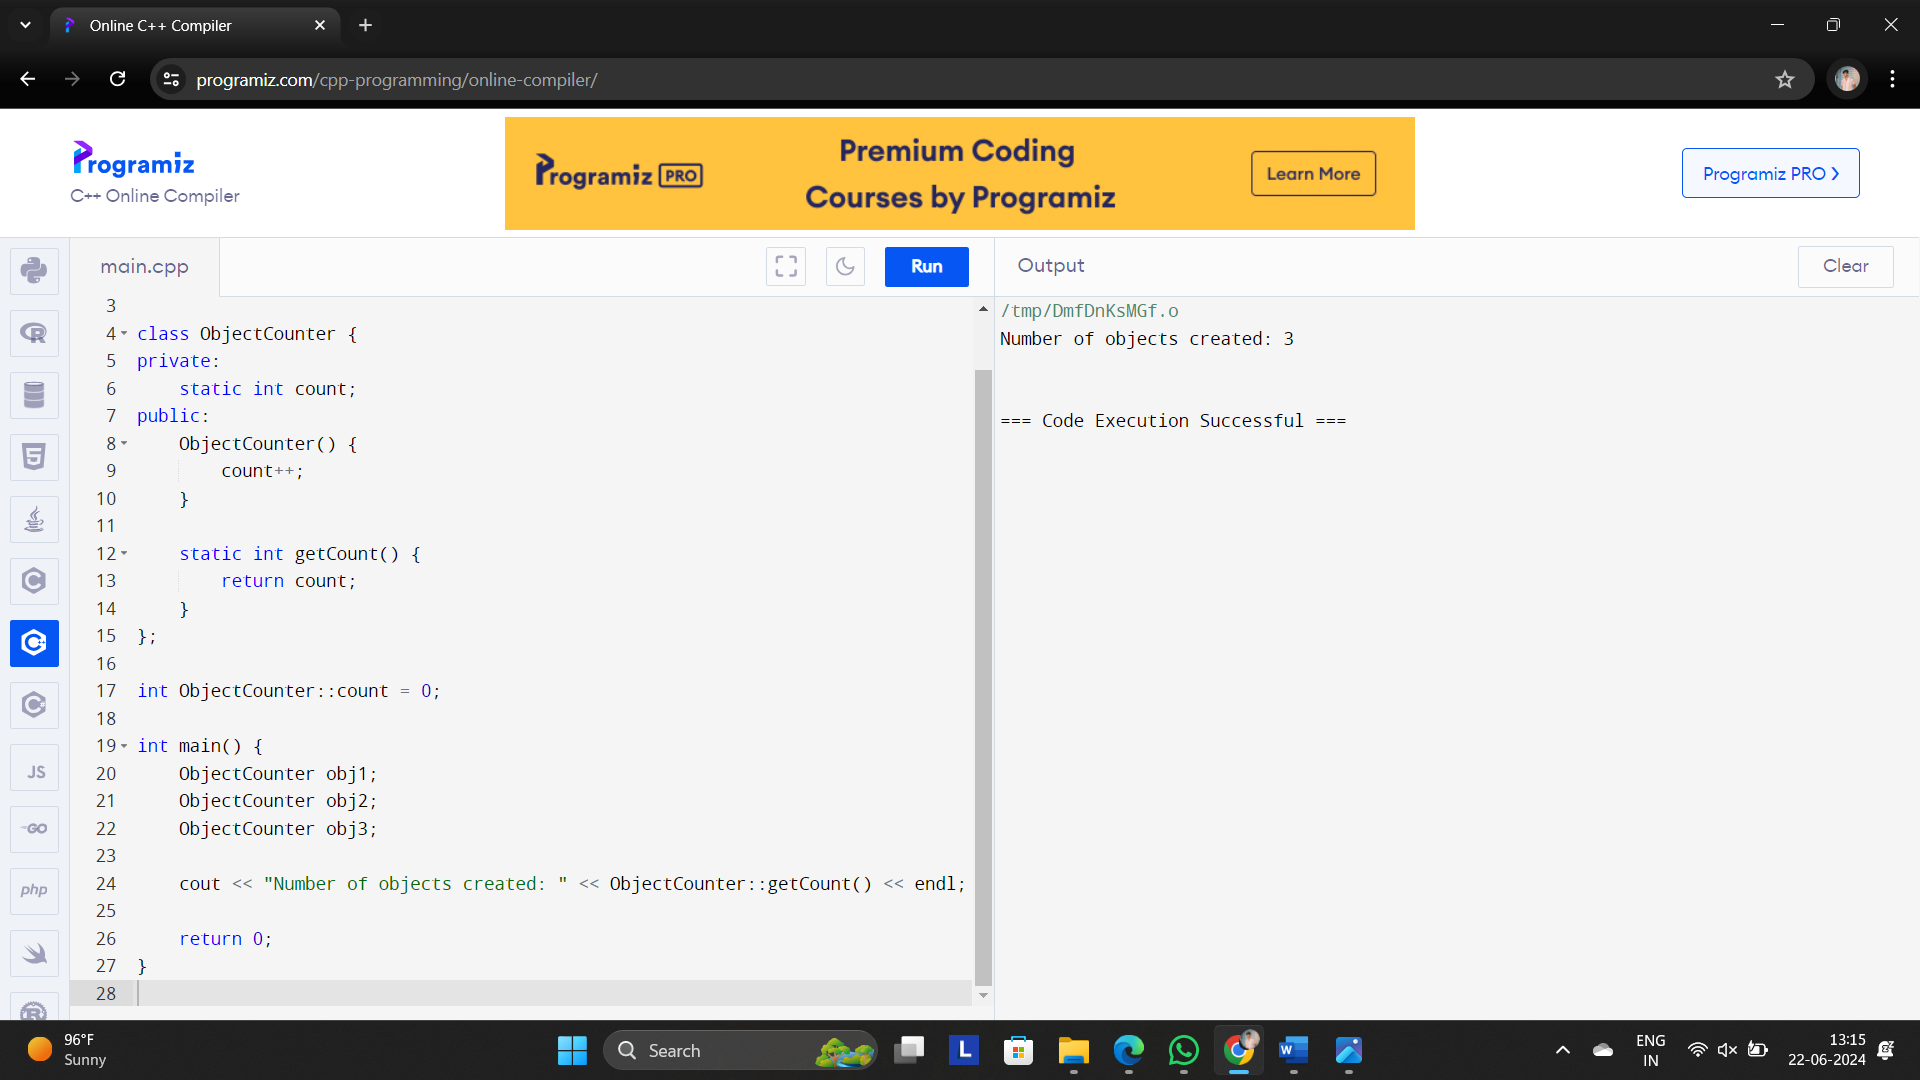 Online C++ Compiler
programiz.com/cpp-programming/online-compiler/
Programiz
C++ Online Compiler
Programiz PRO
Premium Coding
Courses by Programiz
Learn More
Programiz PRO
main.cpp
Run
Output
Clear
3
4 class ObjectCounter {
5 private:
6     static int count;
7 public:
8     ObjectCounter() {
9         count++;
10     }
11
12     static int getCount() {
13         return count;
14     }
15 };
16
17 int ObjectCounter::count = 0;
18
19 int main() {
20     ObjectCounter obj1;
21     ObjectCounter obj2;
22     ObjectCounter obj3;
23
24     cout << "Number of objects created: " << ObjectCounter::getCount() << endl;
25
26     return 0;
27 }
28
/tmp/DmfDnKsMGf.o
Number of objects created: 3
=== Code Execution Successful ===
R
5
C
C+
C
JS
GO
php
R
96°F
Sunny
Search
L
W
ENG
IN
13:15
22-06-2024